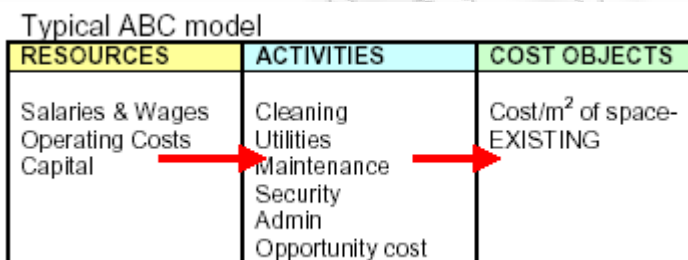 Typical ABC model
RESOURCES
ACTIVITIES
COST OBJECTS
Salaries & Wages
Operating Costs
Capital
Cleaning
Utilities
Maintenance
Security
Admin
Opportunity cost
Cost/m² of space-
EXISTING